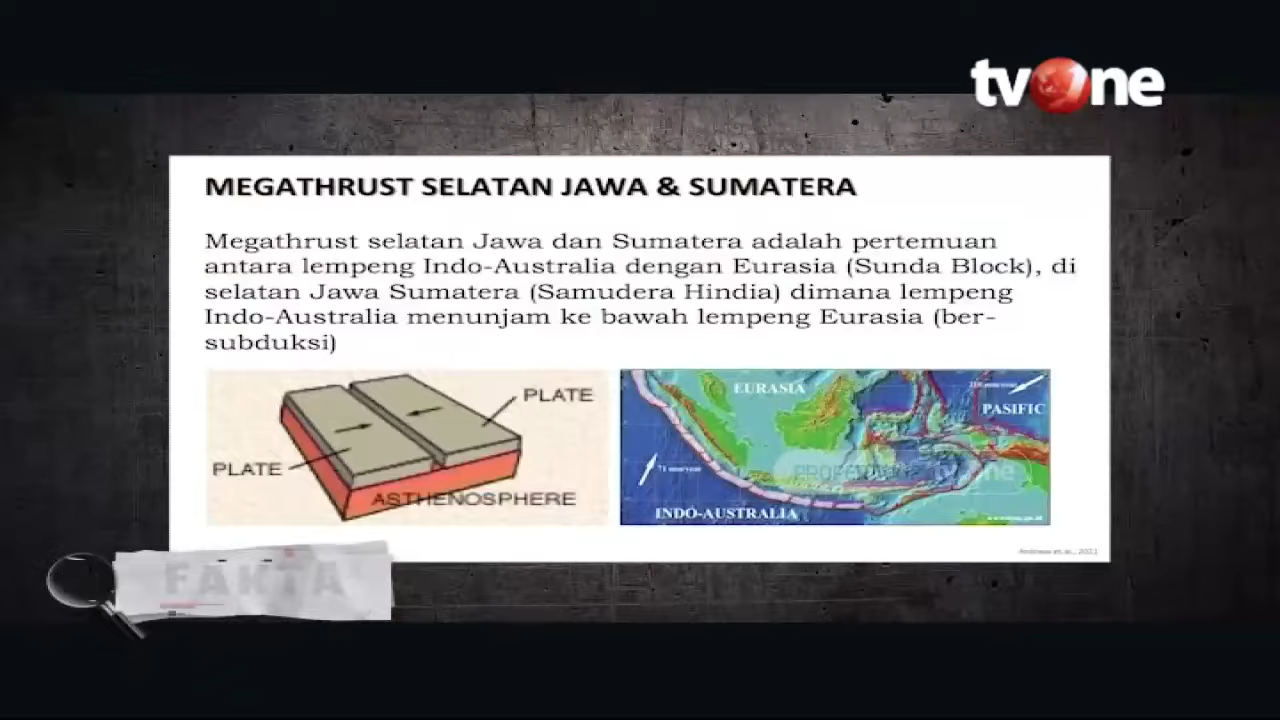 tvOne
MEGATHRUST SELATAN JAWA & SUMATERA
Megathrust selatan Jawa dan Sumatera adalah pertemuan
antara lempeng Indo-Australia dengan Eurasia (Sunda Block), di
selatan Jawa Sumatera (Samudera Hindia) dimana lempeng
Indo-Australia menunjam ke bawah lempeng Eurasia (ber-
subduksi)
PLATE
PLATE
ASTHENOSPHERE
EURASIA
PASIFIC
INDO-AUSTRALIA
FAKTA